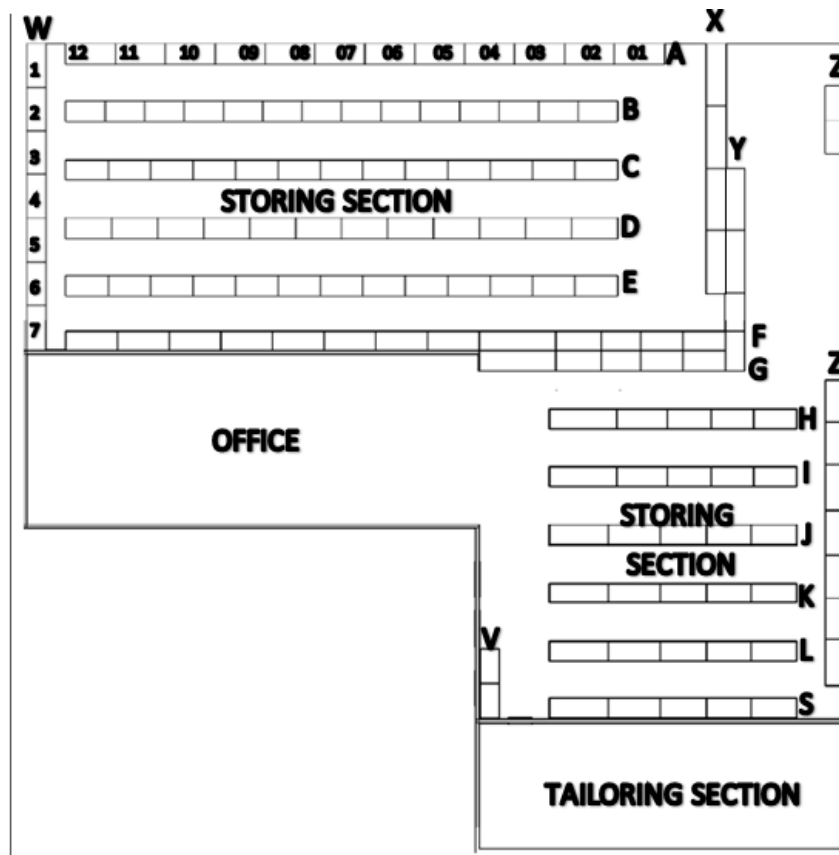 W
X
Z
12 11 10 09 08 07 06 05 04 03 02 01 A
1
2
B
3
Y
C
4
STORING SECTION
D
5
6
E
7
F
G
Z
OFFICE
H
I
STORING
J
SECTION
K
V
L
S
TAILORING SECTION